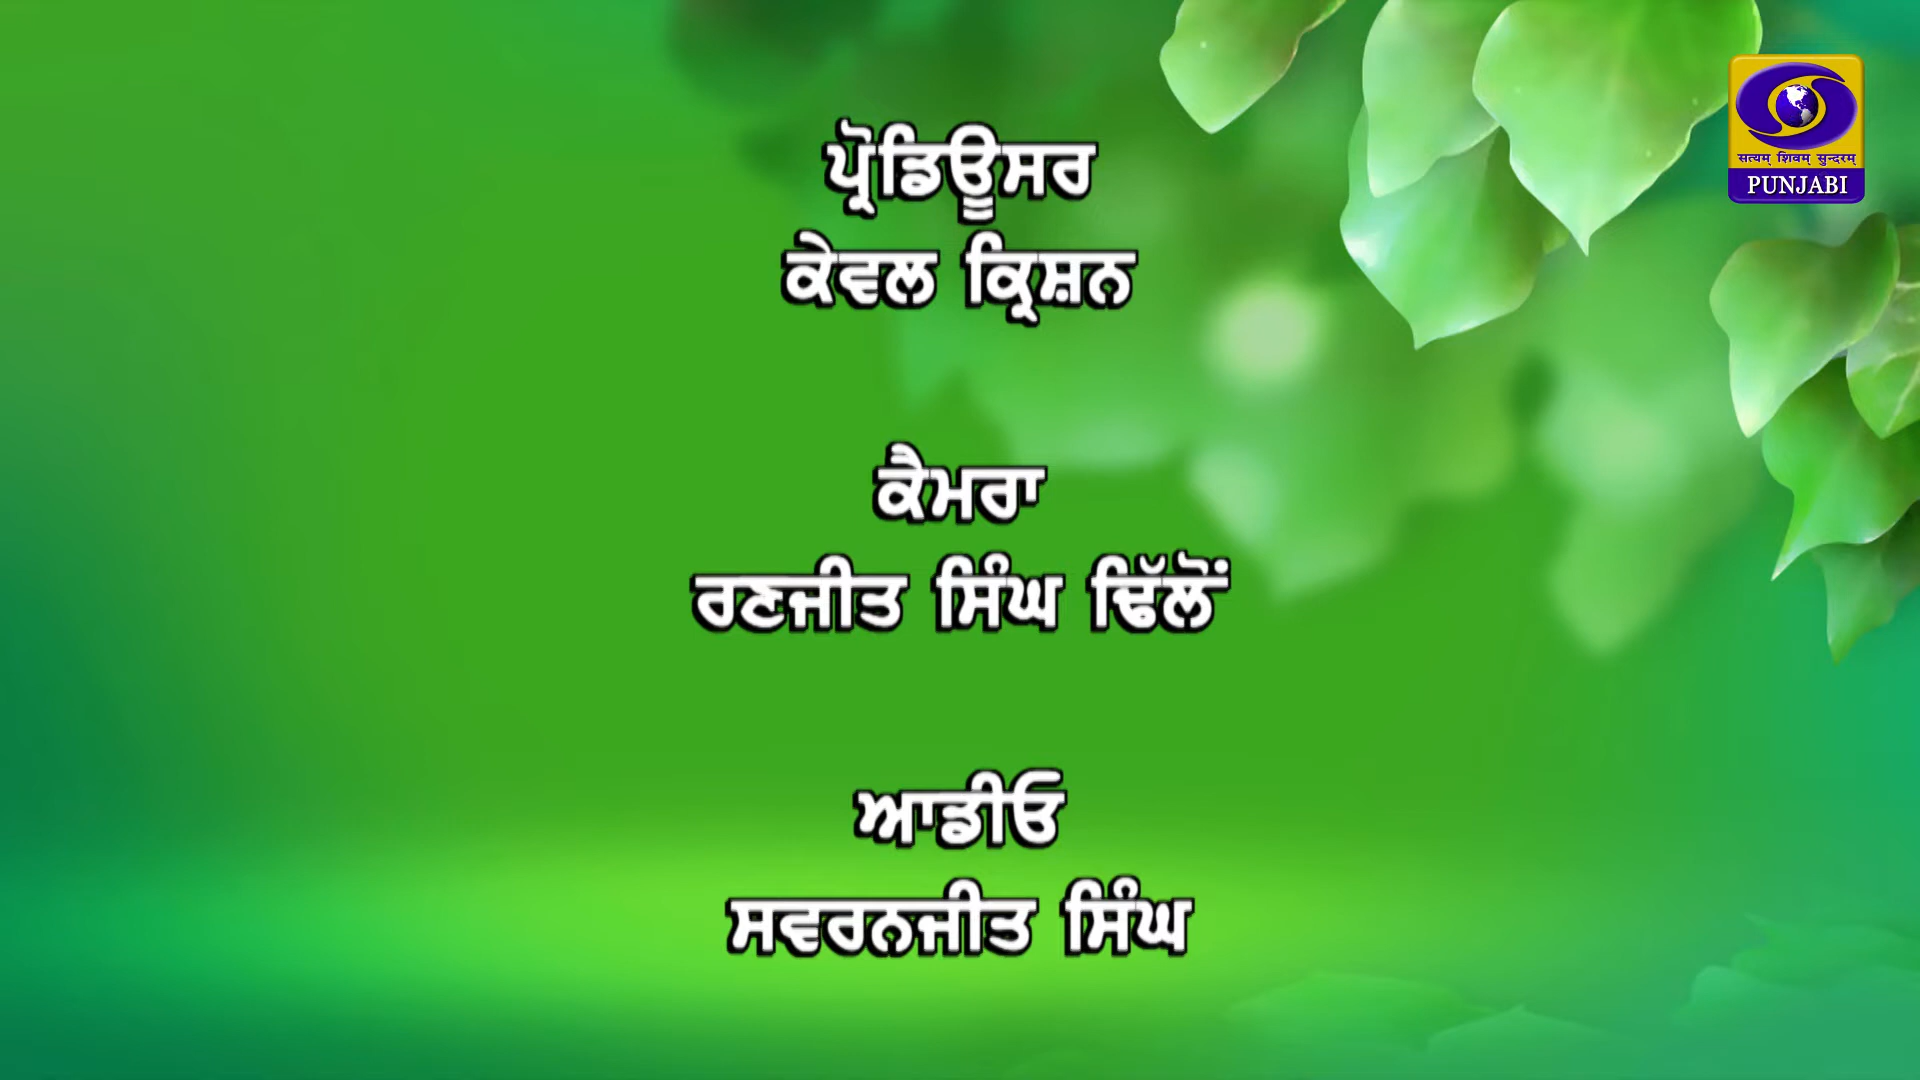 ਪ੍ਰੋਡਿਊਸਰ
ਕੇਵਲ ਕ੍ਰਿਸ਼ਨ
ਕੈਮਰਾ
ਰਣਜੀਤ ਸਿੰਘ ਢਿੱਲੋਂ
ਆਡੀਓ
ਸਵਰਨਜੀਤ ਸਿੰਘ
सत्यम् शिवम् सुन्दरम्
PUNJABI